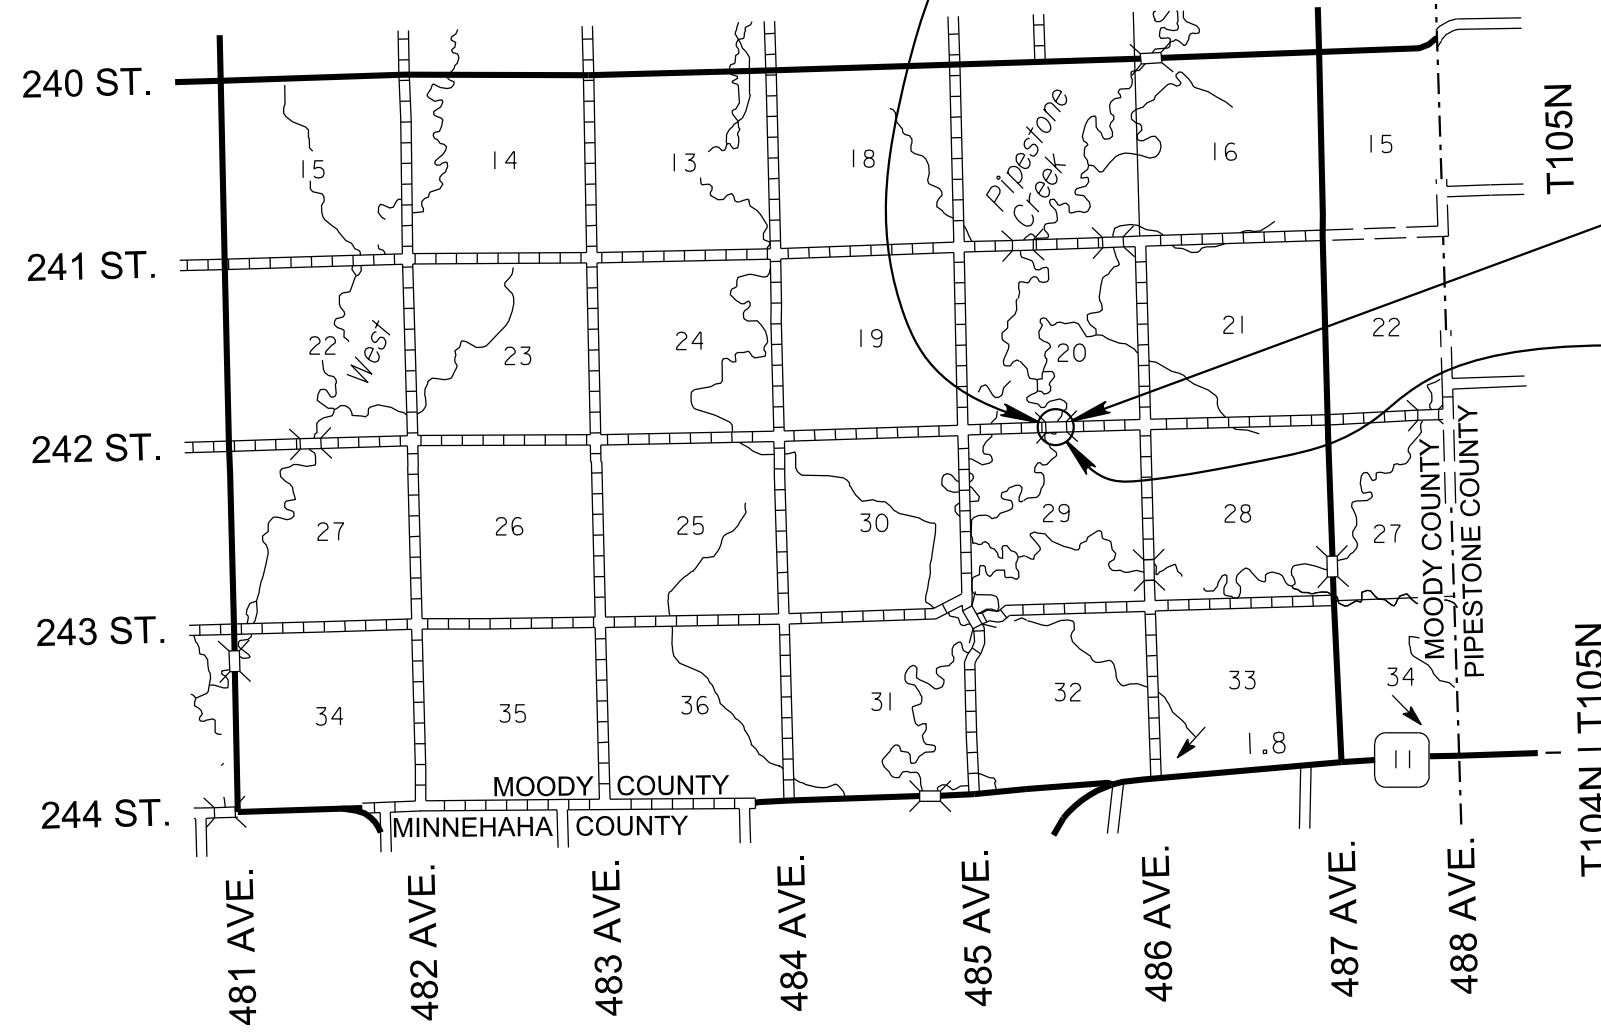 240 ST.
T105N
Pipestone
Creek
15
14
13
18
16
15
241 ST.
22
West
23
24
19
20
21
22
242 ST.
27
26
25
30
29
28
27
MOODY COUNTY
PIPESTONE COUNTY
243 ST.
34
35
36
31
32
33
34
1.8
11
T104N | T105N
MOODY COUNTY
244 ST.
MINNEHAHA COUNTY
481 AVE.
482 AVE.
483 AVE.
484 AVE.
485 AVE.
486 AVE.
487 AVE.
488 AVE.